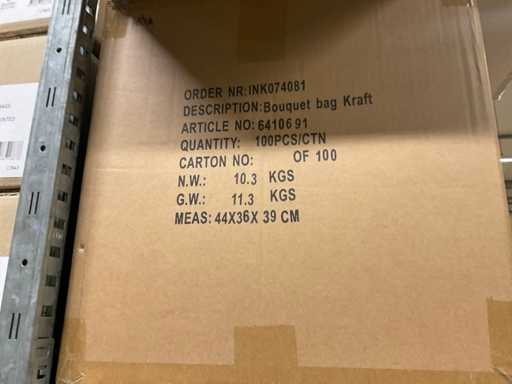 ORDER NR:INK074081
DESCRIPTION:Bouquet bag Kraft
ARTICLE NO:6410691
QUANTITY: 100PCS/CTN
CARTON NO: OF 100
N.W.: 10.3 KGS
G.W.: 11.3 KGS
MEAS: 44X36X 39 CM